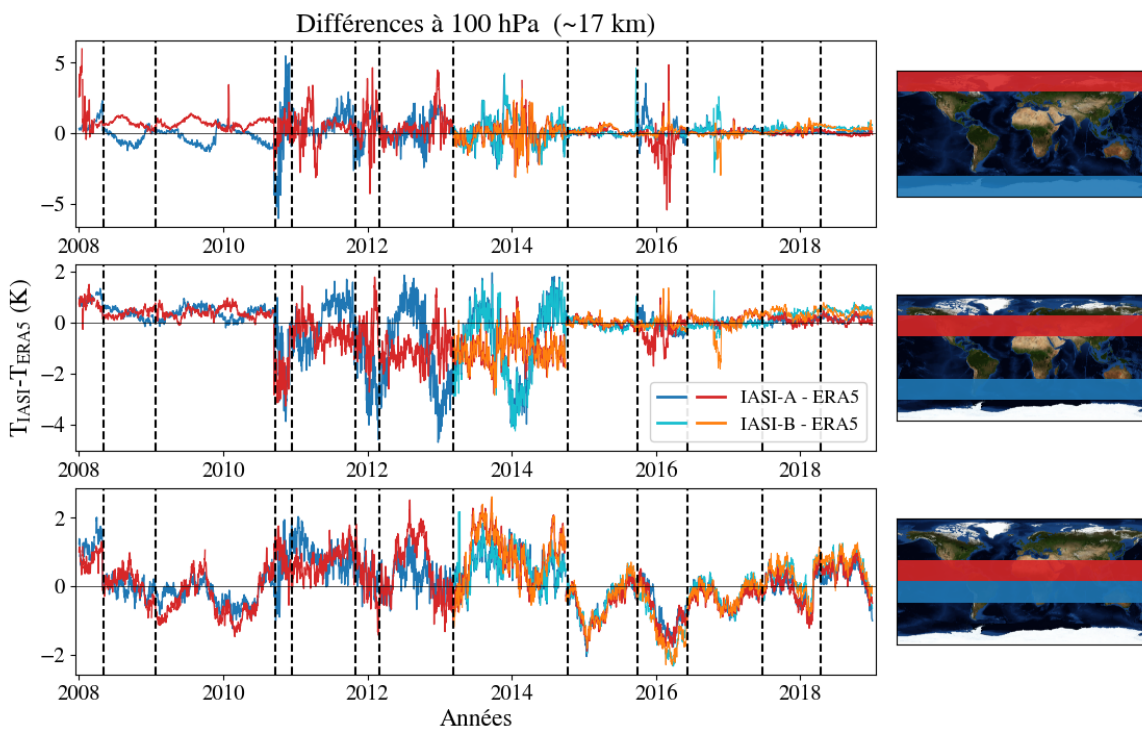 Différences à 100 hPa (~17 km)
5
0
−5
2008 2010 2012 2014 2016 2018
2
0
−2
−4
T_IASI-T_ERA5 (K)
IASI-A - ERA5
IASI-B - ERA5
2008 2010 2012 2014 2016 2018
2
0
−2
2008 2010 2012 2014 2016 2018
Années